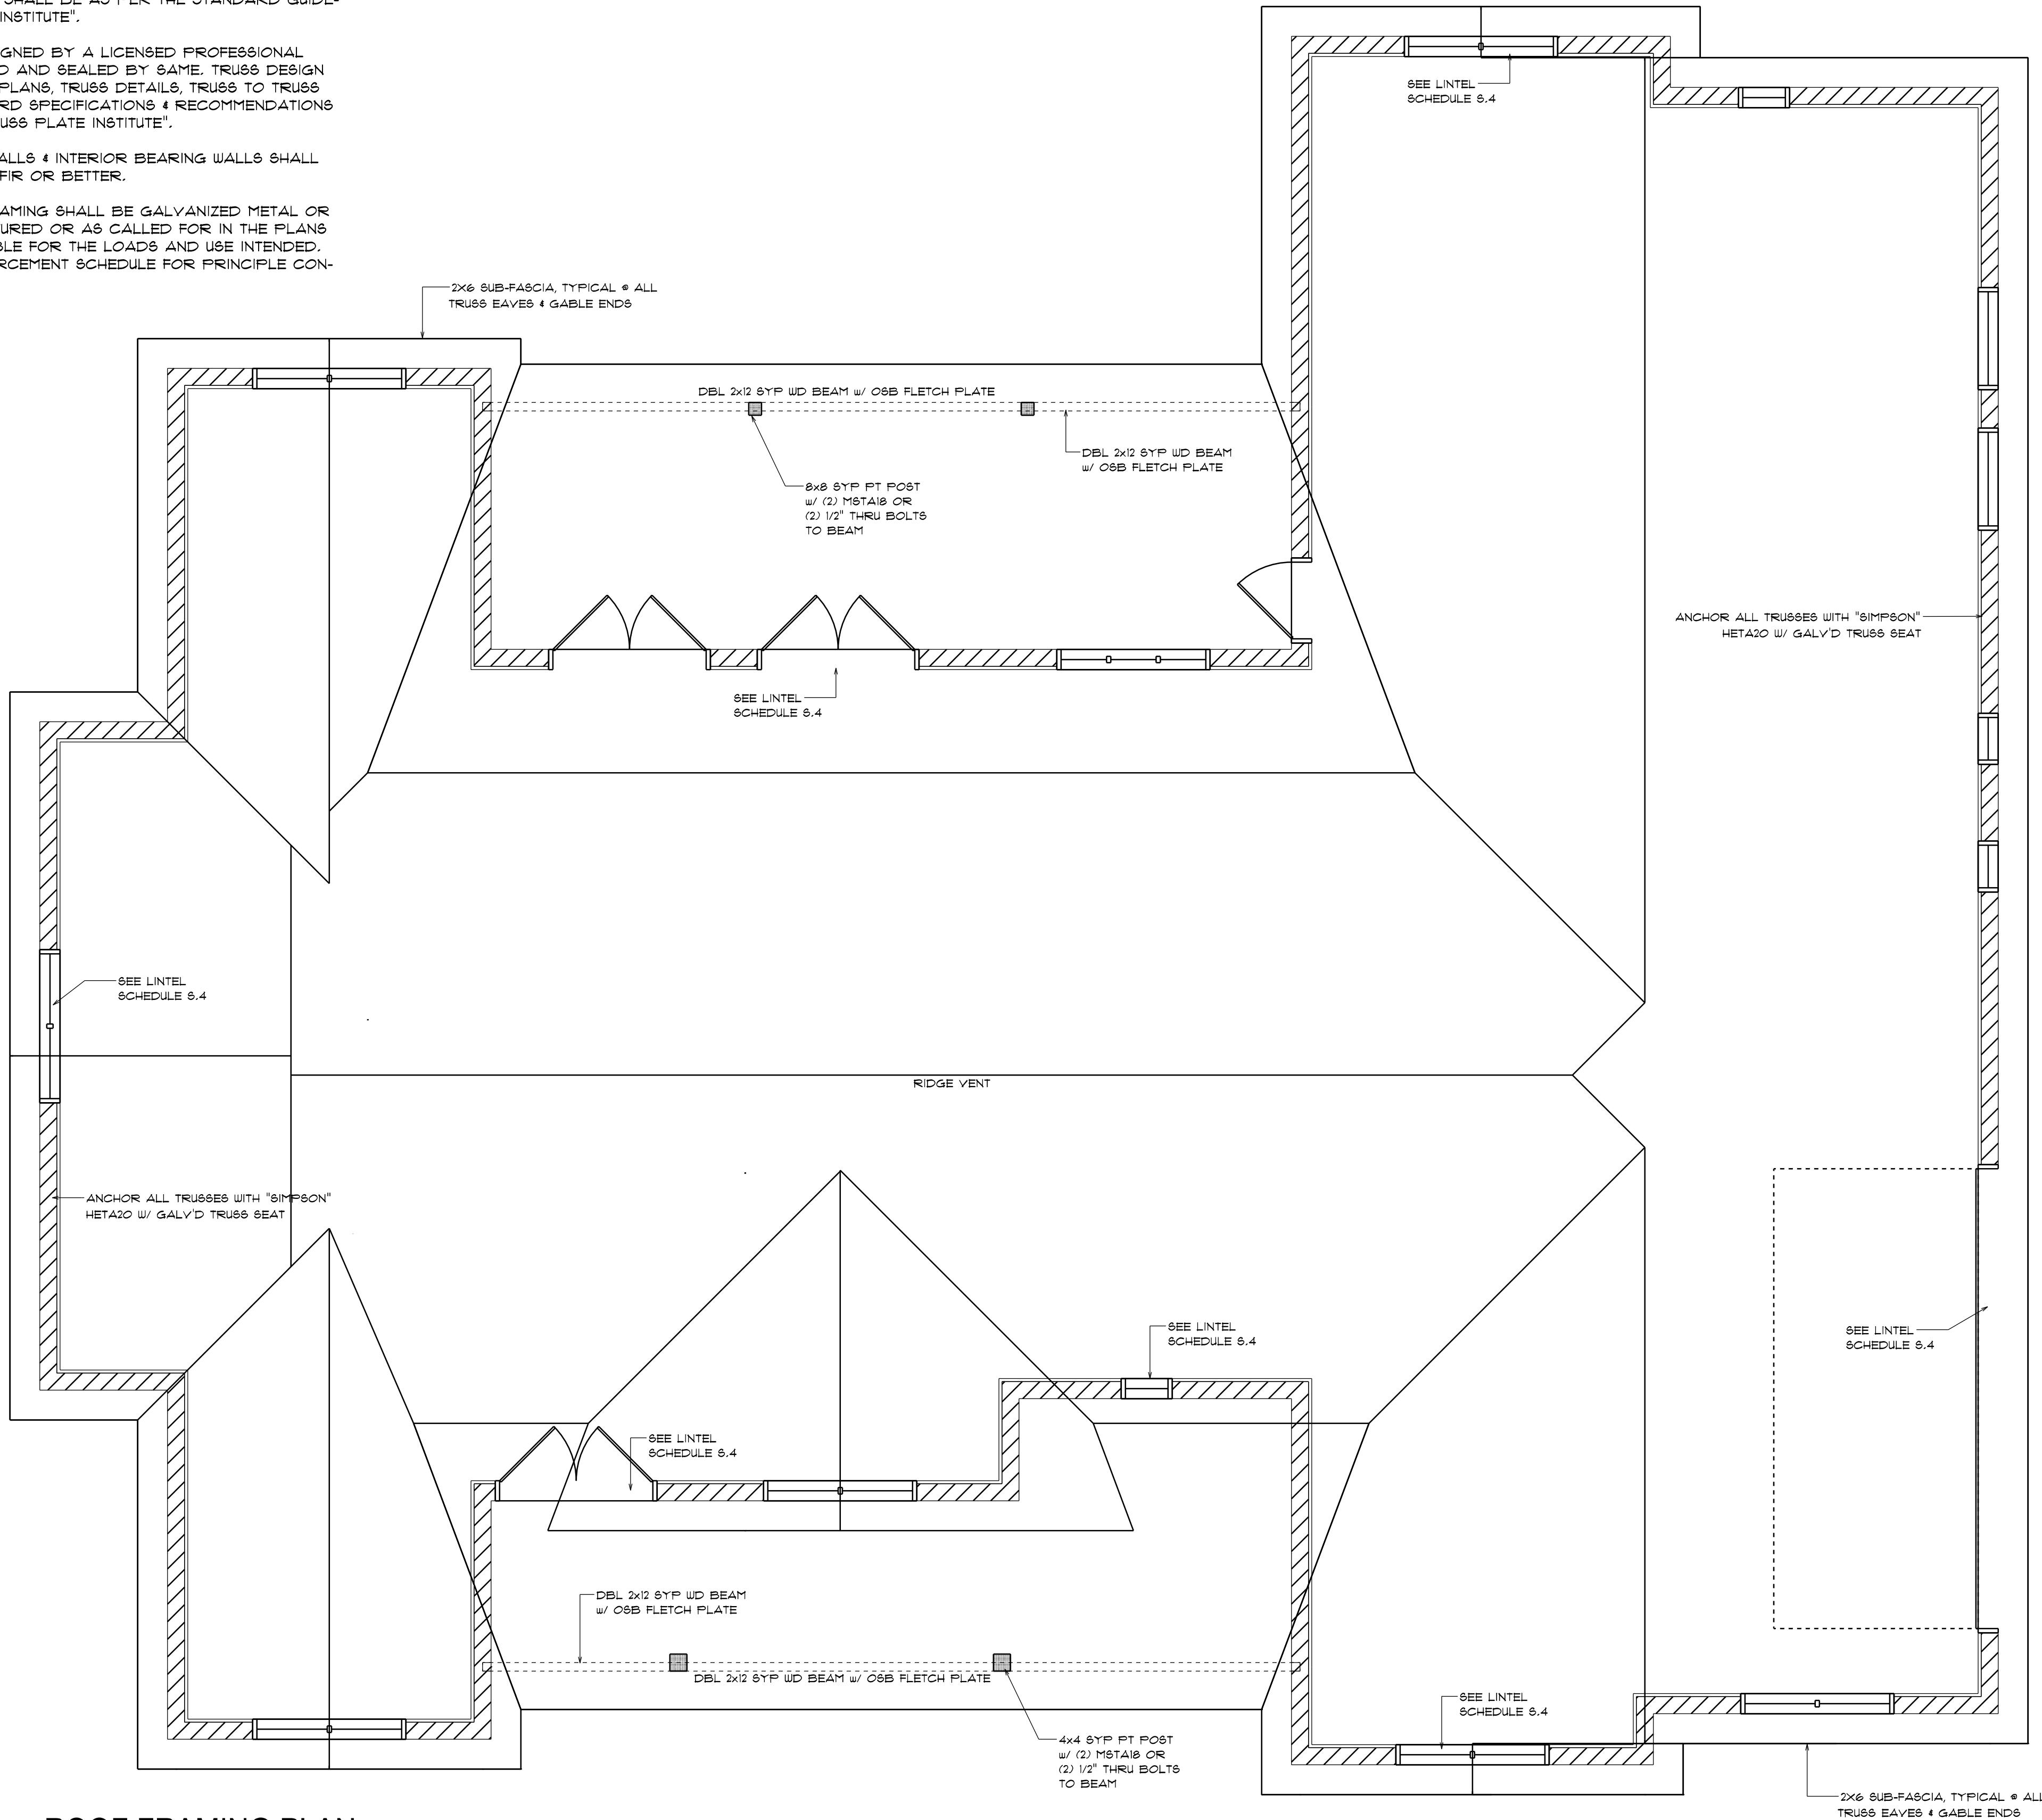 SHALL BE AS PER THE STANDARD GUIDE-
INSTITUTE".
IGNED BY A LICENSED PROFESSIONAL
D AND SEALED BY SAME. TRUSS DESIGN
PLANS, TRUSS DETAILS, TRUSS TO TRUSS
RD SPECIFICATIONS & RECOMMENDATIONS
USS PLATE INSTITUTE".
ALLS & INTERIOR BEARING WALLS SHALL
FIR OR BETTER.
AMING SHALL BE GALVANIZED METAL OR
TURED OR AS CALLED FOR IN THE PLANS
BLE FOR THE LOADS AND USE INTENDED.
RCEMENT SCHEDULE FOR PRINCIPLE CON-
SEE LINTEL
SCHEDULE S.4
2X6 SUB-FASCIA, TYPICAL @ ALL
TRUSS EAVES & GABLE ENDS
DBL 2x12 SYP WD BEAM w/ OSB FLETCH PLATE
DBL 2x12 SYP WD BEAM
w/ OSB FLETCH PLATE
8x8 SYP PT POST
w/ (2) MSTA18 OR
(2) 1/2" THRU BOLTS
TO BEAM
ANCHOR ALL TRUSSES WITH "SIMPSON"
HETA20 W/ GALV'D TRUSS SEAT
SEE LINTEL
SCHEDULE S.4
SEE LINTEL
SCHEDULE S.4
RIDGE VENT
ANCHOR ALL TRUSSES WITH "SIMPSON"
HETA20 W/ GALV'D TRUSS SEAT
SEE LINTEL
SCHEDULE S.4
SEE LINTEL
SCHEDULE S.4
SEE LINTEL
SCHEDULE S.4
DBL 2x12 SYP WD BEAM
w/ OSB FLETCH PLATE
DBL 2x12 SYP WD BEAM w/ OSB FLETCH PLATE
SEE LINTEL
SCHEDULE S.4
4x4 SYP PT POST
w/ (2) MSTA18 OR
(2) 1/2" THRU BOLTS
TO BEAM
2X6 SUB-FASCIA, TYPICAL @ ALL
TRUSS EAVES & GABLE ENDS
ROOF FRAMING PLAN